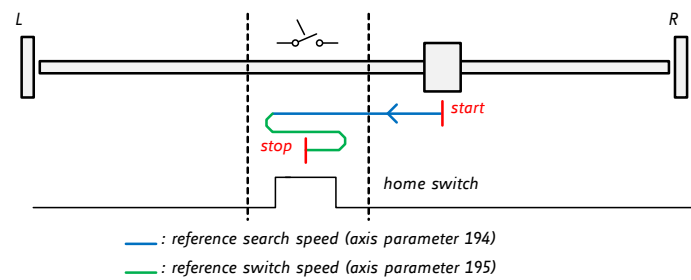 L
R
start
stop
home switch
: reference search speed (axis parameter 194)
: reference switch speed (axis parameter 195)